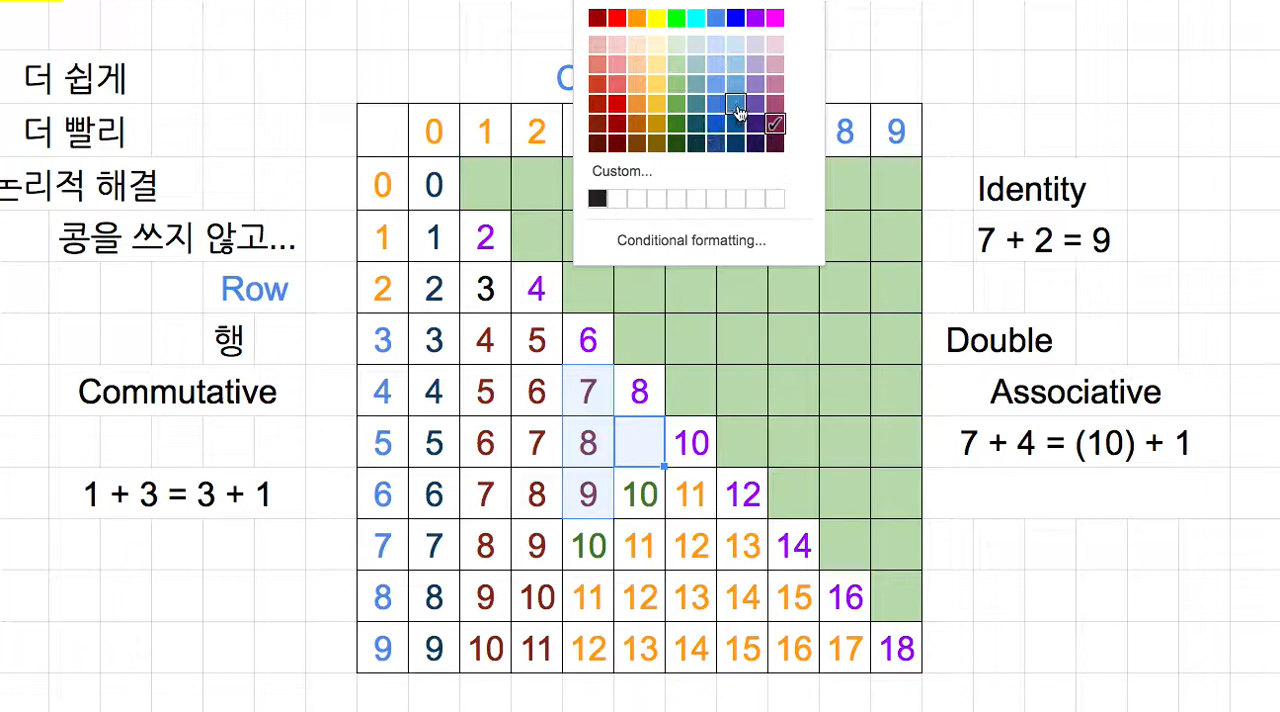 더 쉽게
더 빨리
0 1 2 8 9
논리적 해결
0 0
Identity
콩을 쓰지 않고...
1 1 2
7 + 2 = 9
Row
2 2 3 4
행
3 3 4 5 6
Double
Commutative
4 4 5 6 7 8
Associative
5 5 6 7 8 10
7 + 4 = (10) + 1
1 + 3 = 3 + 1
6 6 7 8 9 10 11 12
7 7 8 9 10 11 12 13 14
8 8 9 10 11 12 13 14 15 16
9 9 10 11 12 13 14 15 16 17 18
Custom...
Conditional formatting...